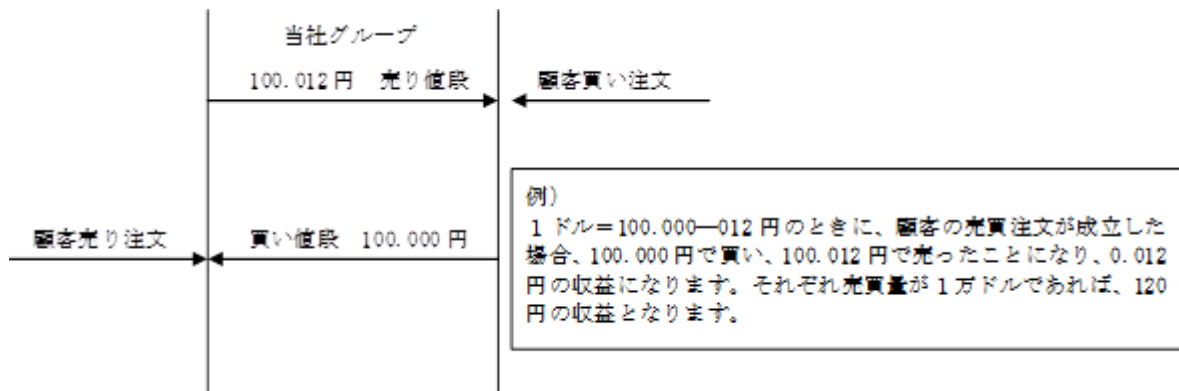 当社グループ
100.012円　売り値段
顧客買い注文
顧客売り注文
買い値段　100.000円
例）
1ドル＝100.000―012円のときに、顧客の売買注文が成立した
場合、100.000円で買い、100.012円で売ったことになり、0.012
円の収益になります。それぞれ売買量が1万ドルであれば、120
円の収益となります。